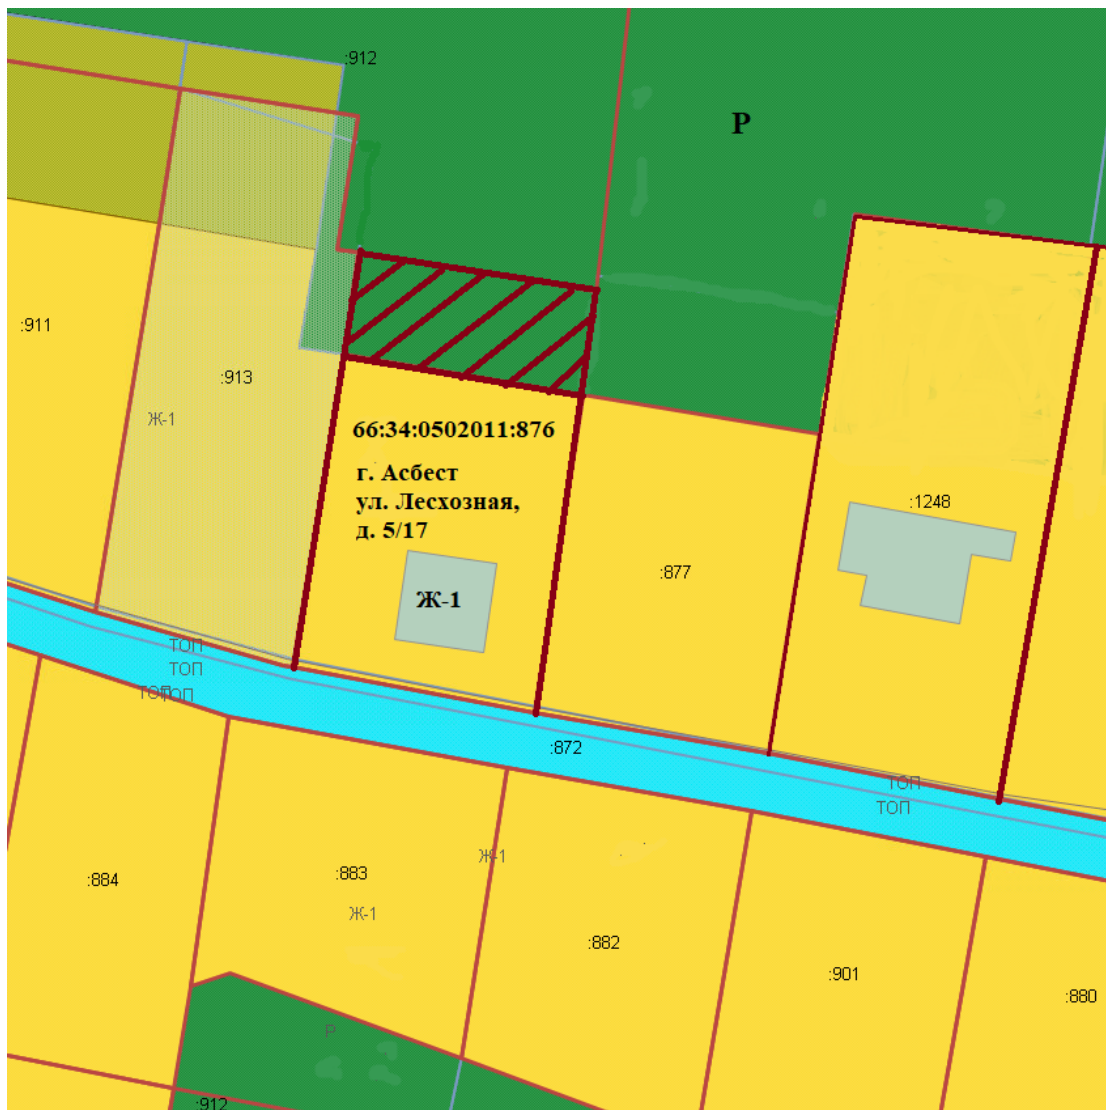 :912
Р
:911
:913
Ж-1
66:34:0502011:876
г. Асбест
ул. Лесхозная,
д. 5/17
:1248
:877
Ж-1
ТОП
ТОП
ТОП
ТОП
:872
ТОП
ТОП
Ж-1
:883
:884
Ж-1
:882
:901
:880
Р
:912